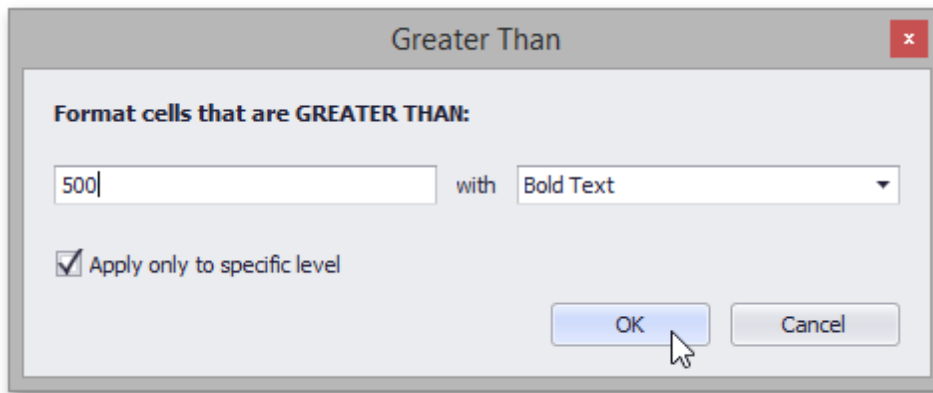 Greater Than
x
Format cells that are GREATER THAN:
500 with Bold Text
Apply only to specific level
OK Cancel